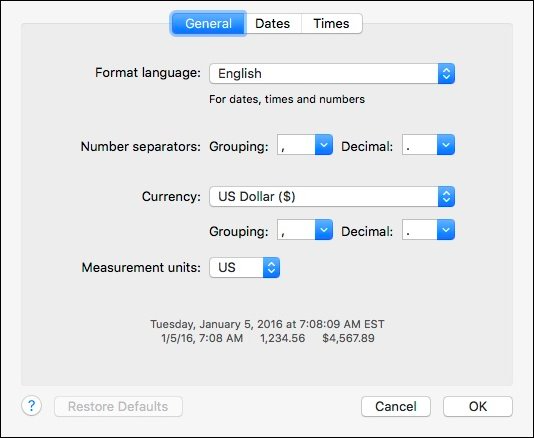 General Dates Times
Format language: English
For dates, times and numbers
Number separators: Grouping: , Decimal: .
Currency: US Dollar ($)
Grouping: , Decimal: .
Measurement units: US
Tuesday, January 5, 2016 at 7:08:09 AM EST
1/5/16, 7:08 AM 1,234.56 $4,567.89
? Restore Defaults Cancel OK